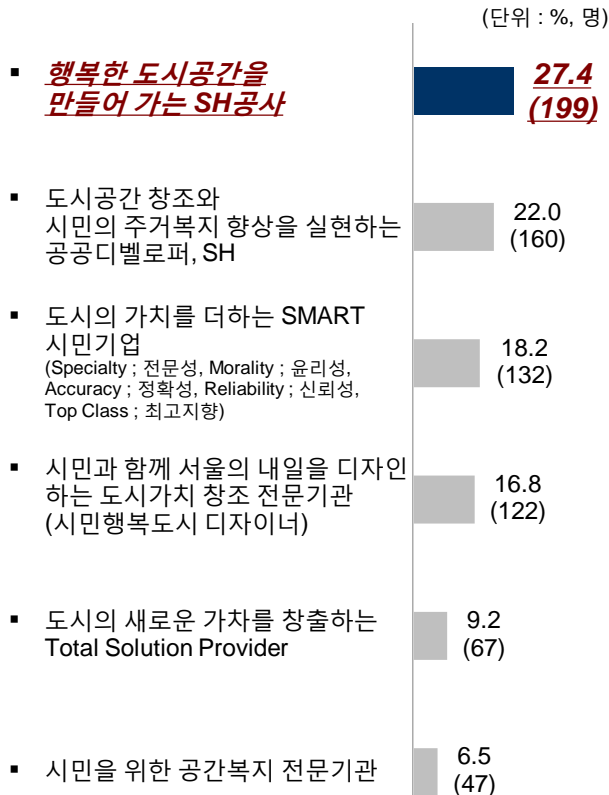 (단위 : %, 명)
▪ 행복한 도시공간을
만들어 가는 SH공사
27.4
(199)
▪ 도시공간 창조와
시민의 주거복지 향상을 실현하는
공공디벨로퍼, SH
22.0
(160)
▪ 도시의 가치를 더하는 SMART
시민기업
(Specialty ; 전문성, Morality ; 윤리성,
Accuracy ; 정확성, Reliability ; 신뢰성,
Top Class ; 최고지향)
18.2
(132)
▪ 시민과 함께 서울의 내일을 디자인
하는 도시가치 창조 전문기관
(시민행복도시 디자이너)
16.8
(122)
▪ 도시의 새로운 가차를 창출하는
Total Solution Provider
9.2
(67)
▪ 시민을 위한 공간복지 전문기관
6.5
(47)